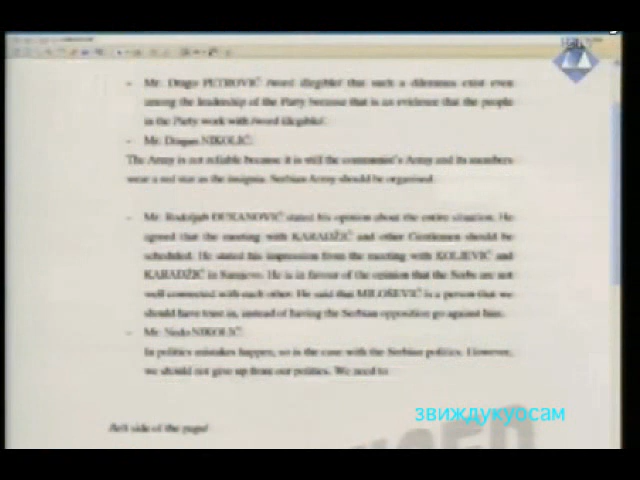 - Mr. Drago PETROVIĆ /word illegible/ that such a dilemmas exist even
among the leadership of the Party because that is an evidence that the people
in the Party work with /word illegible/.
- Mr. Dragan NIKOLIĆ:
The Army is not reliable because it is still the communist's Army and its members
wear a red star as the insignia. Serbian Army should be organised.
- Mr. Radoljub ĐUKANOVIĆ stated his opinion about the entire situation. He
agreed that the meeting with KARADŽIĆ and other Gentlemen should be
scheduled. He stated his impression from the meeting with KOLJEVIĆ and
KARADŽIĆ in Sarajevo. He is in favour of the opinion that the Serbs are not
well connected with each other. He said that MILOŠEVIĆ is a person that we
should have trust in, instead of having the Serbian opposition go against him.
- Mr. Neđo NIKOLIĆ:
In politics mistakes happen, so is the case with the Serbian politics. However,
we should not give up from our politics. We need to
звиждукуосам
side of the page/